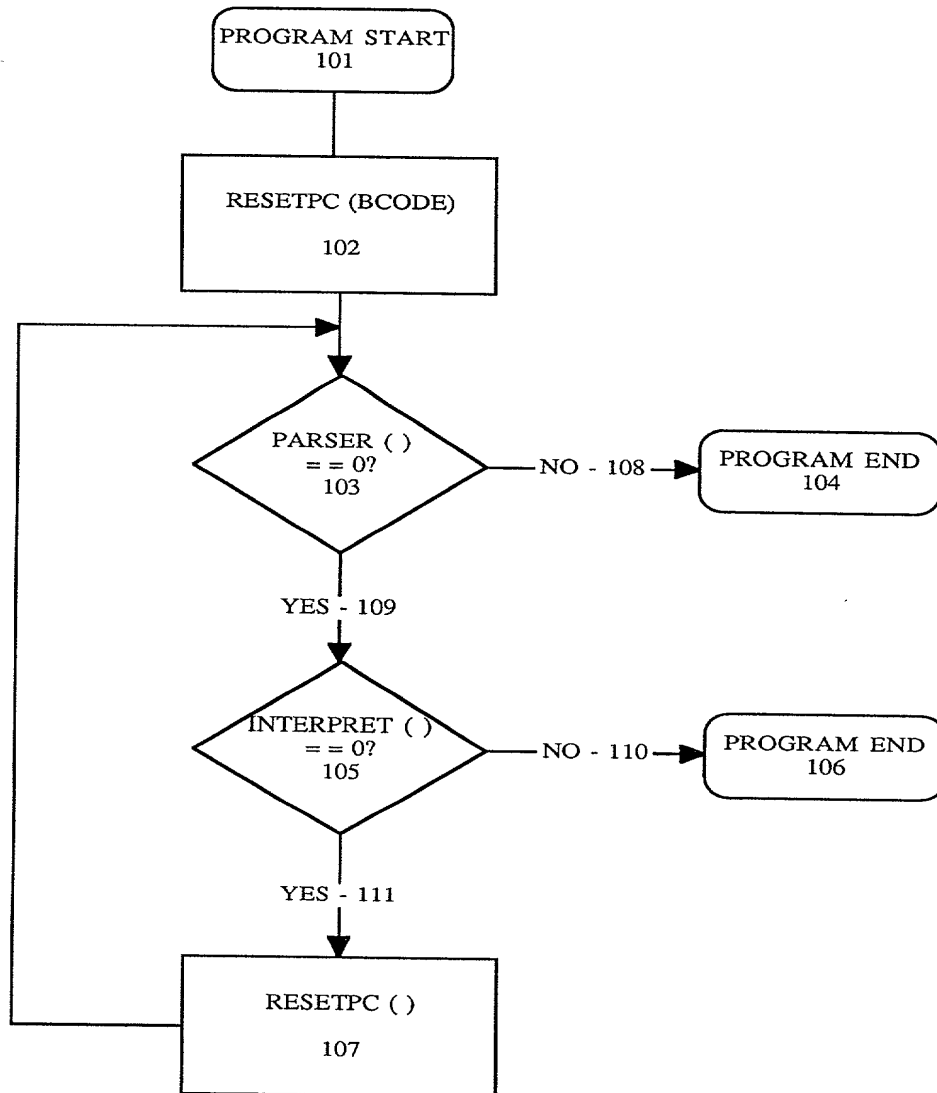 PROGRAM START
101
RESETPC (BCODE)
102
PARSER ( )
= = 0?
103
NO - 108
PROGRAM END
104
YES - 109
INTERPRET ( )
= = 0?
105
NO - 110
PROGRAM END
106
YES - 111
RESETPC ( )
107